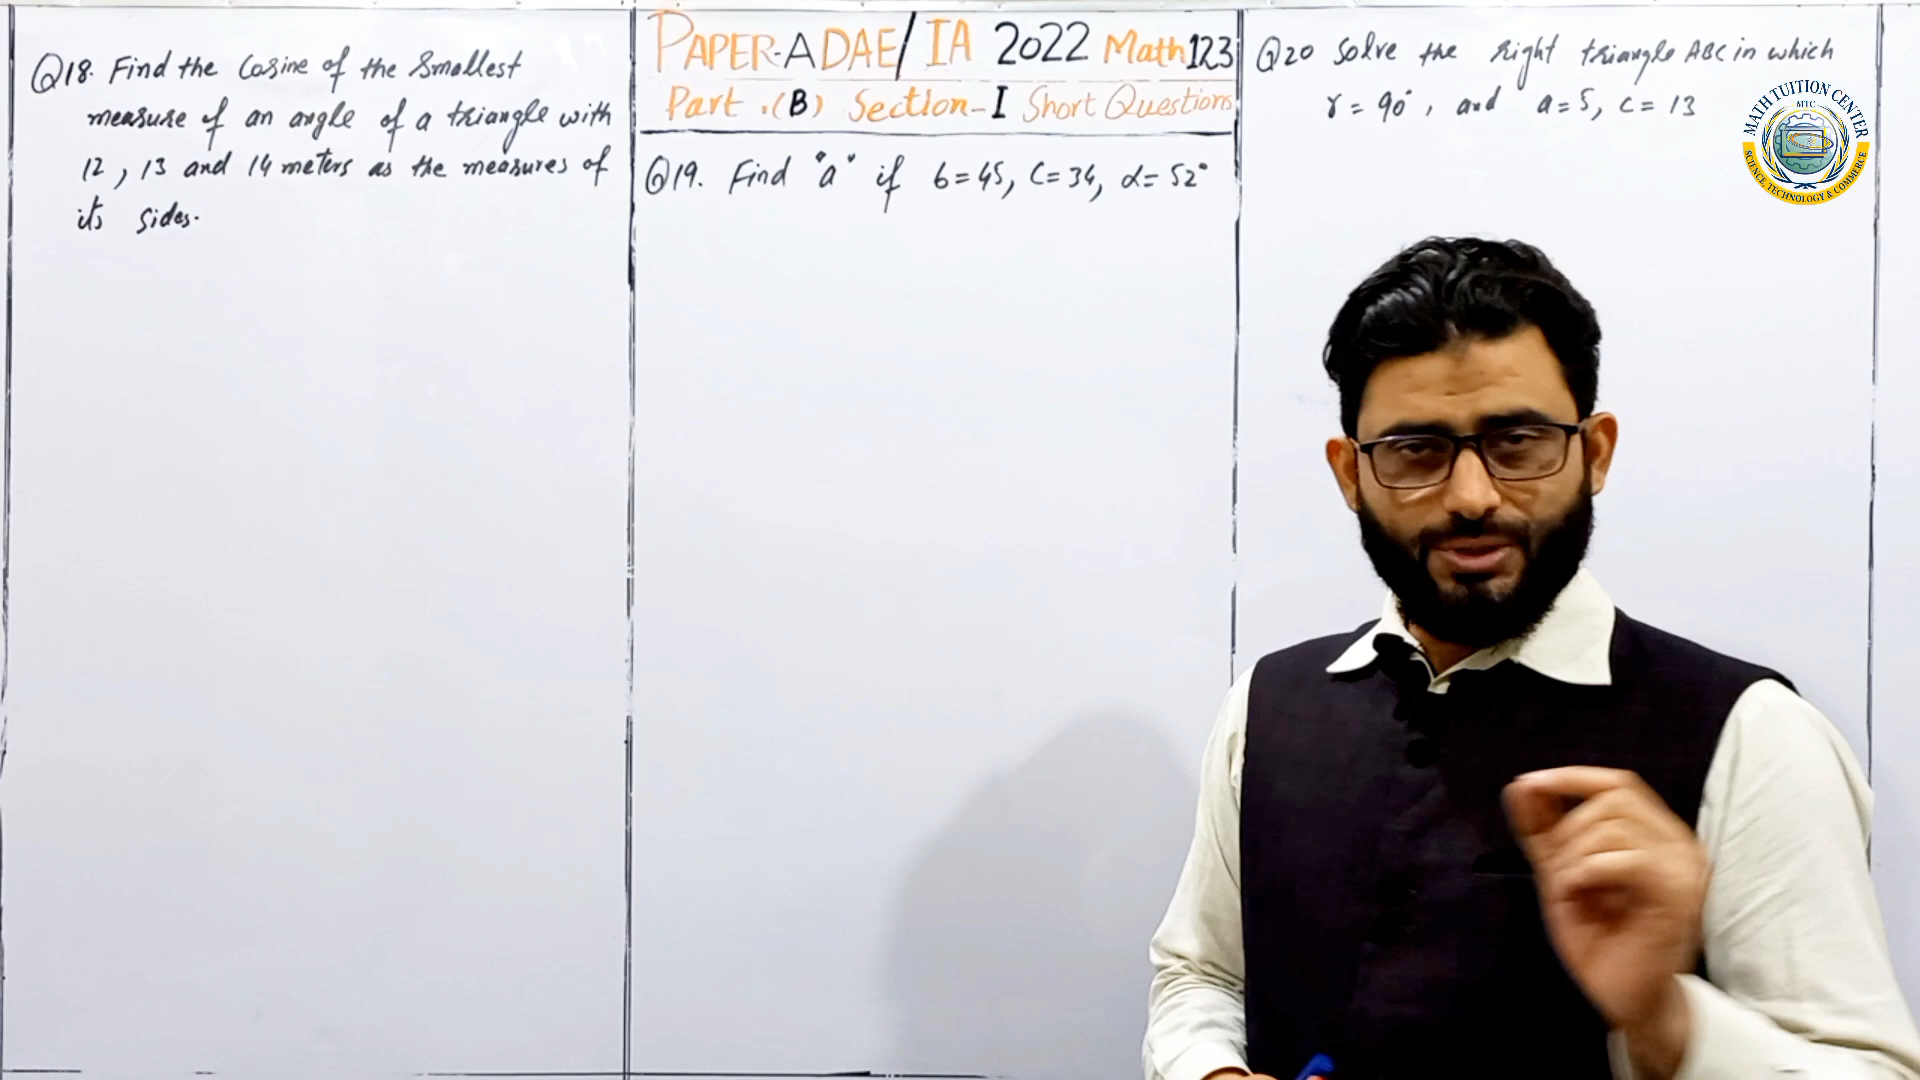 Q18. Find the Cosine of the Smallest
measure of an angle of a triangle with
12, 13 and 14 meters as the measures of
its sides.
PAPER-A DAE/IA 2022 Math 123
Part.(B) Section-I Short Questions
Q19. Find "a" if b=45, C=34, α=52°
Q20 Solve the right triangle ABC in which
γ = 90°, and a=5, c=13
MATH TUITION CENTER
MTC
SCIENCE, TECHNOLOGY & COMMERCE